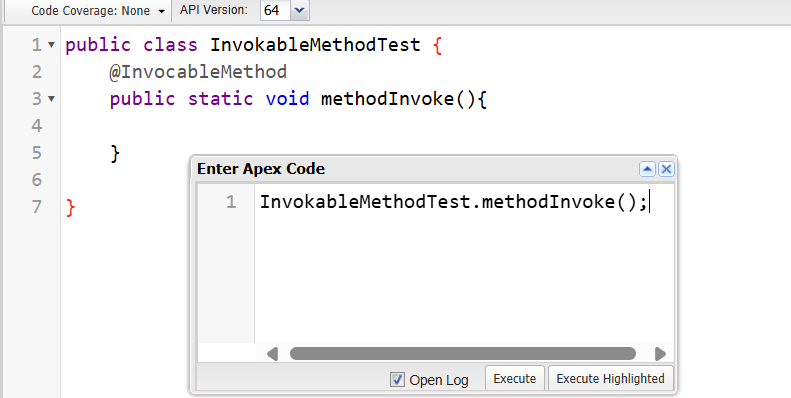 Code Coverage: None API Version: 64
1 public class InvokableMethodTest {
2 @InvocableMethod
3 public static void methodInvoke(){
4
5 }
6
7 }
Enter Apex Code
1 InvokableMethodTest.methodInvoke();
Open Log Execute Execute Highlighted